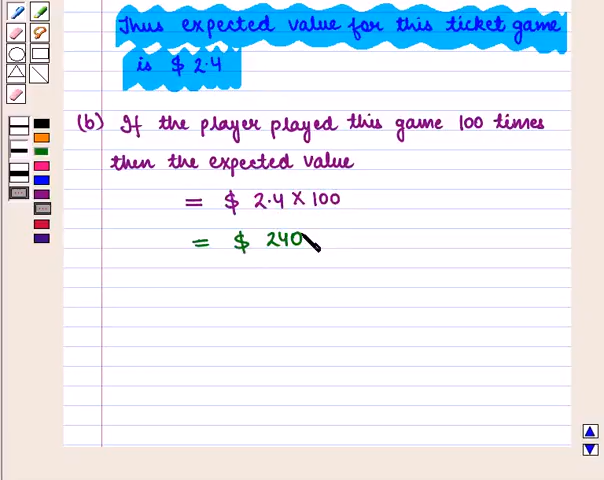 Thus expected value for this ticket game
is $ 2.4
(b) If the player played this game 100 times
then the expected value
= $ 2.4 × 100
= $ 240